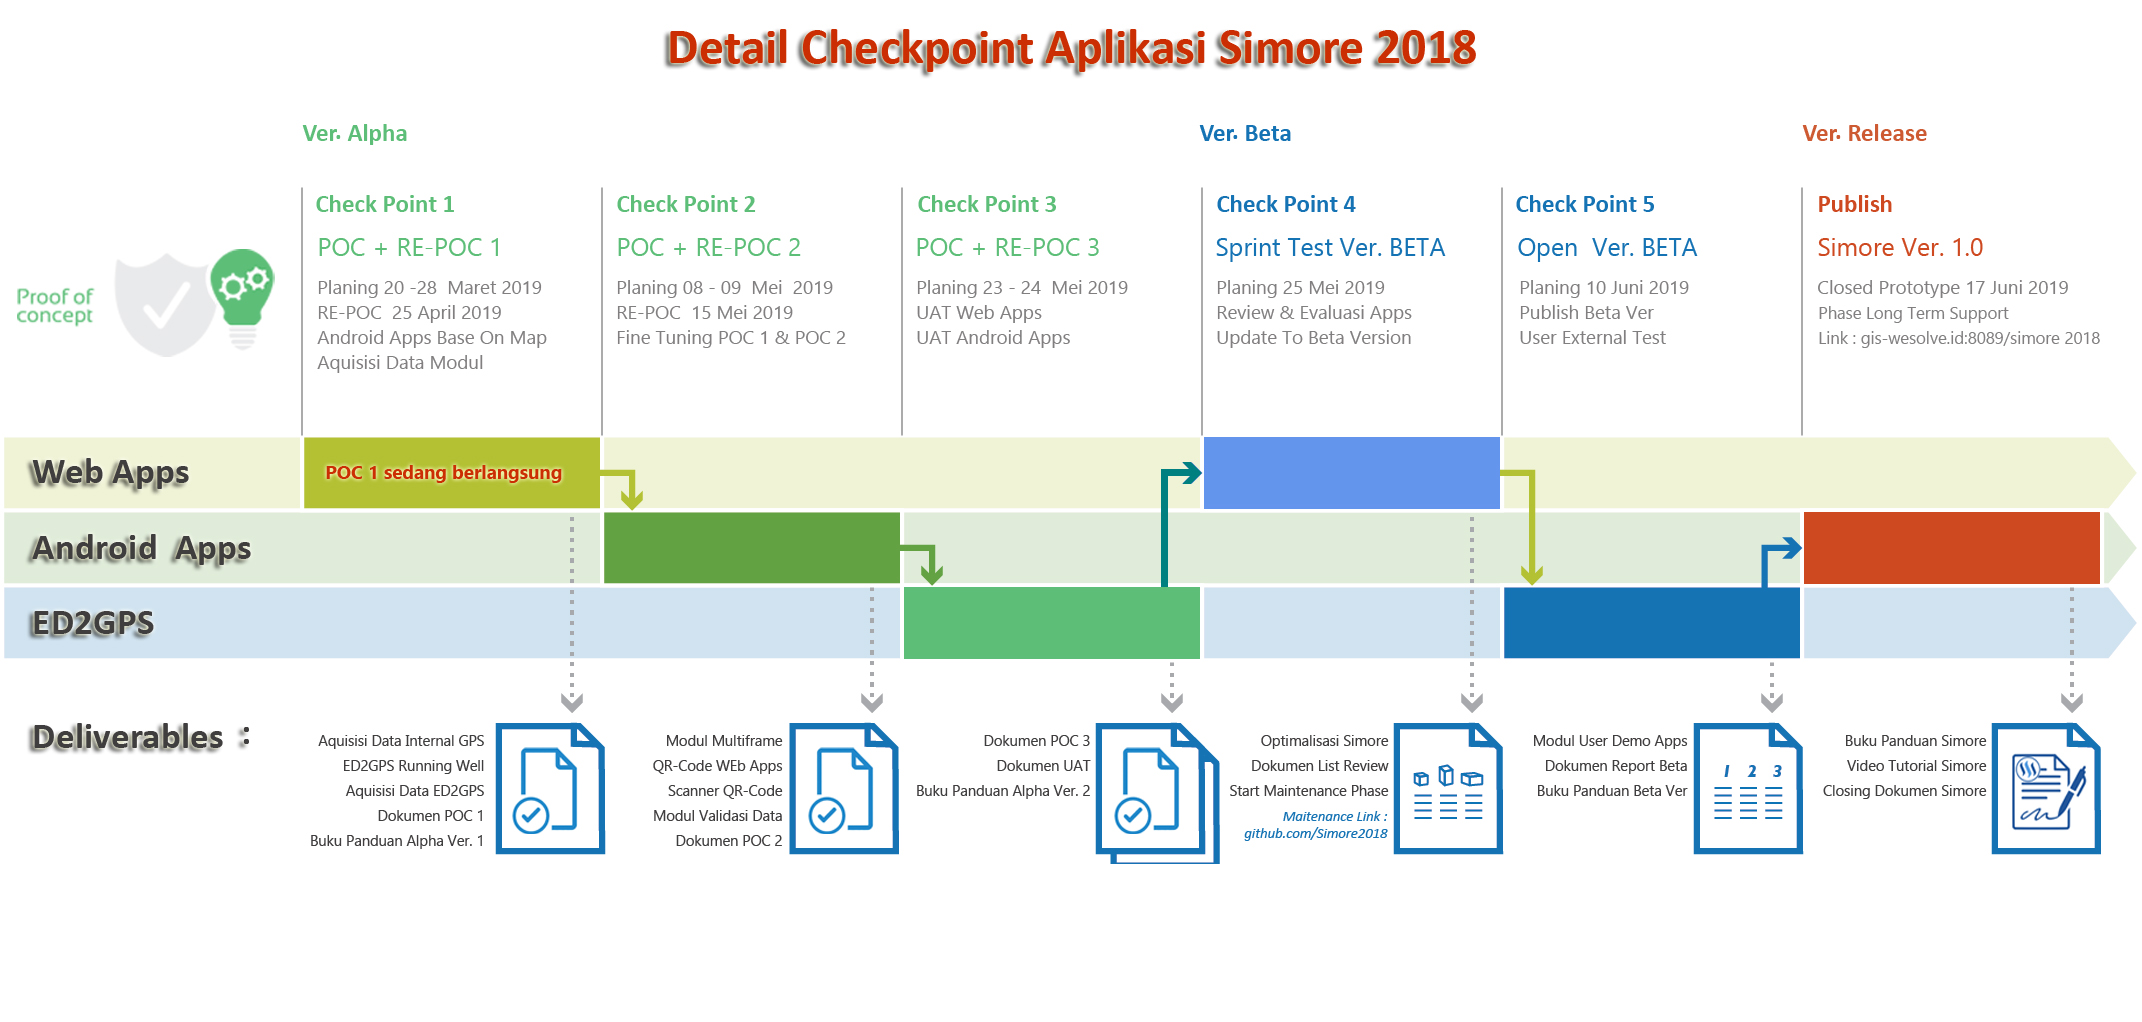 Detail Checkpoint Aplikasi Simore 2018
Ver. Alpha
Ver. Beta
Ver. Release
Proof of
concept
Check Point 1
POC + RE-POC 1
Planing 20 -28 Maret 2019
RE-POC 25 April 2019
Android Apps Base On Map
Aquisisi Data Modul
Check Point 2
POC + RE-POC 2
Planing 08 - 09 Mei 2019
RE-POC 15 Mei 2019
Fine Tuning POC 1 & POC 2
Check Point 3
POC + RE-POC 3
Planing 23 - 24 Mei 2019
UAT Web Apps
UAT Android Apps
Check Point 4
Sprint Test Ver. BETA
Planing 25 Mei 2019
Review & Evaluasi Apps
Update To Beta Version
Check Point 5
Open Ver. BETA
Planing 10 Juni 2019
Publish Beta Ver
User External Test
Publish
Simore Ver. 1.0
Closed Prototype 17 Juni 2019
Phase Long Term Support
Link : gis-wesolve.id:8089/simore 2018
Web Apps
POC 1 sedang berlangsung
Android Apps
ED2GPS
Deliverables :
Aquisisi Data Internal GPS
ED2GPS Running Well
Aquisisi Data ED2GPS
Dokumen POC 1
Buku Panduan Alpha Ver. 1
Modul Multiframe
QR-Code WEb Apps
Scanner QR-Code
Modul Validasi Data
Dokumen POC 2
Dokumen POC 3
Dokumen UAT
Buku Panduan Alpha Ver. 2
Optimalisasi Simore
Dokumen List Review
Start Maintenance Phase
Maitenance Link :
github.com/Simore2018
Modul User Demo Apps
Dokumen Report Beta
Buku Panduan Beta Ver
1 2 3
Buku Panduan Simore
Video Tutorial Simore
Closing Dokumen Simore